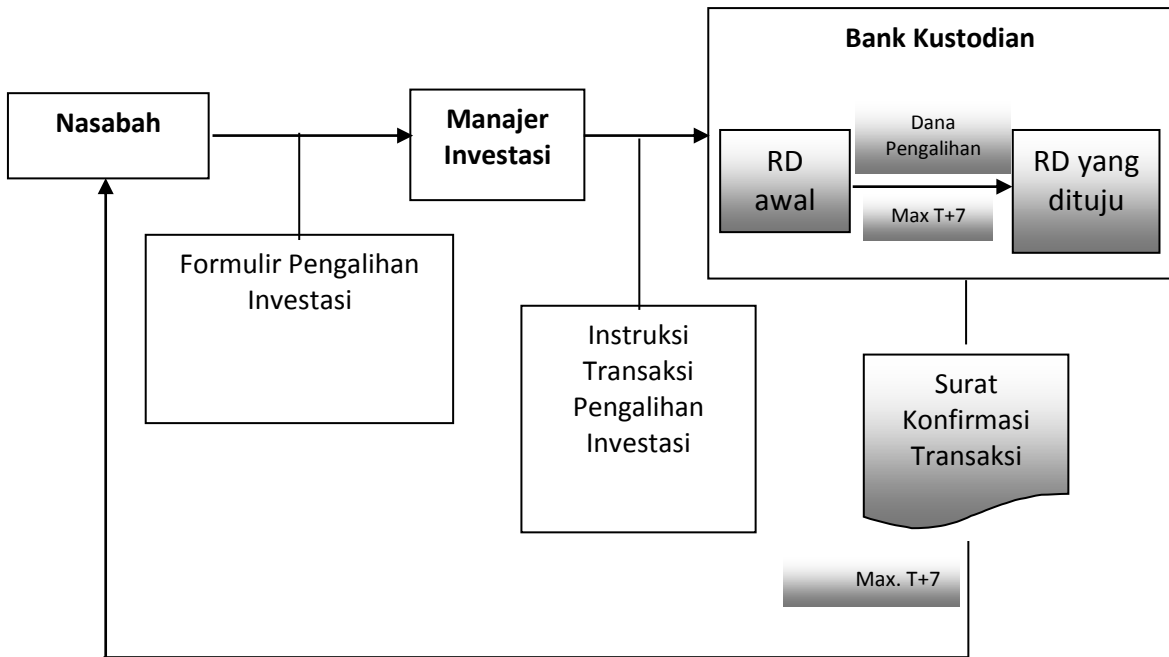 Bank Kustodian
Nasabah
Manajer
Investasi
Dana
Pengalihan
RD
awal
RD yang
dituju
Max T+7
Formulir Pengalihan
Investasi
Instruksi
Transaksi
Pengalihan
Investasi
Surat
Konfirmasi
Transaksi
Max. T+7